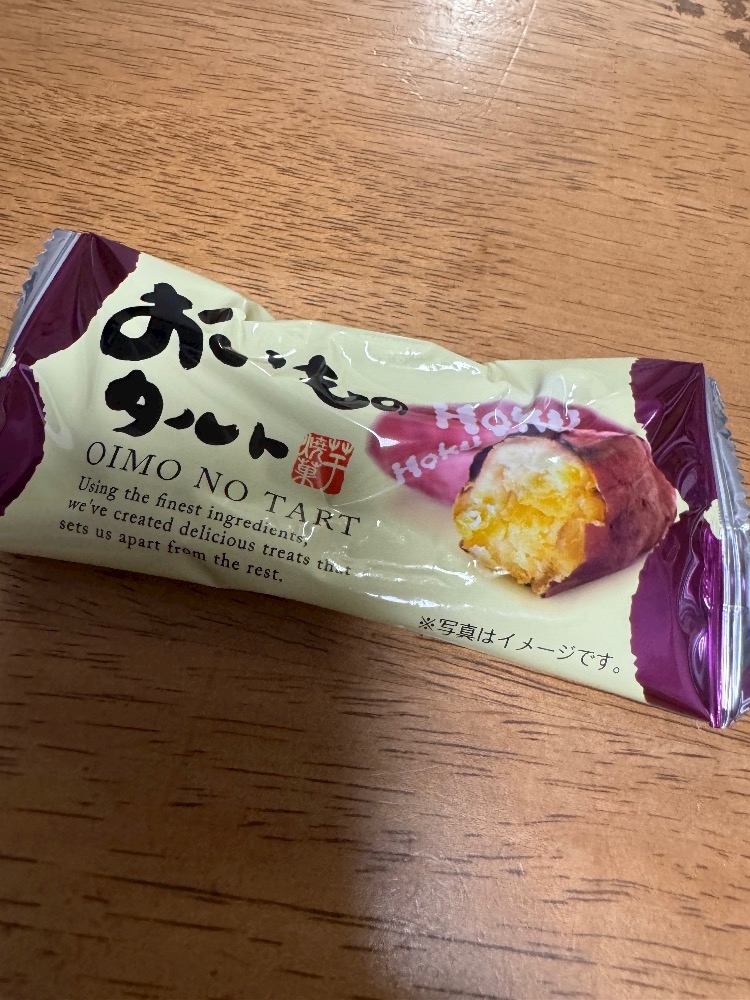 おいもの
タルト
焼芋菓
OIMO NO TART
Using the finest ingredients,
we've created delicious treats that
sets us apart from the rest.
Hoku
Hoku
※写真はイメージです。